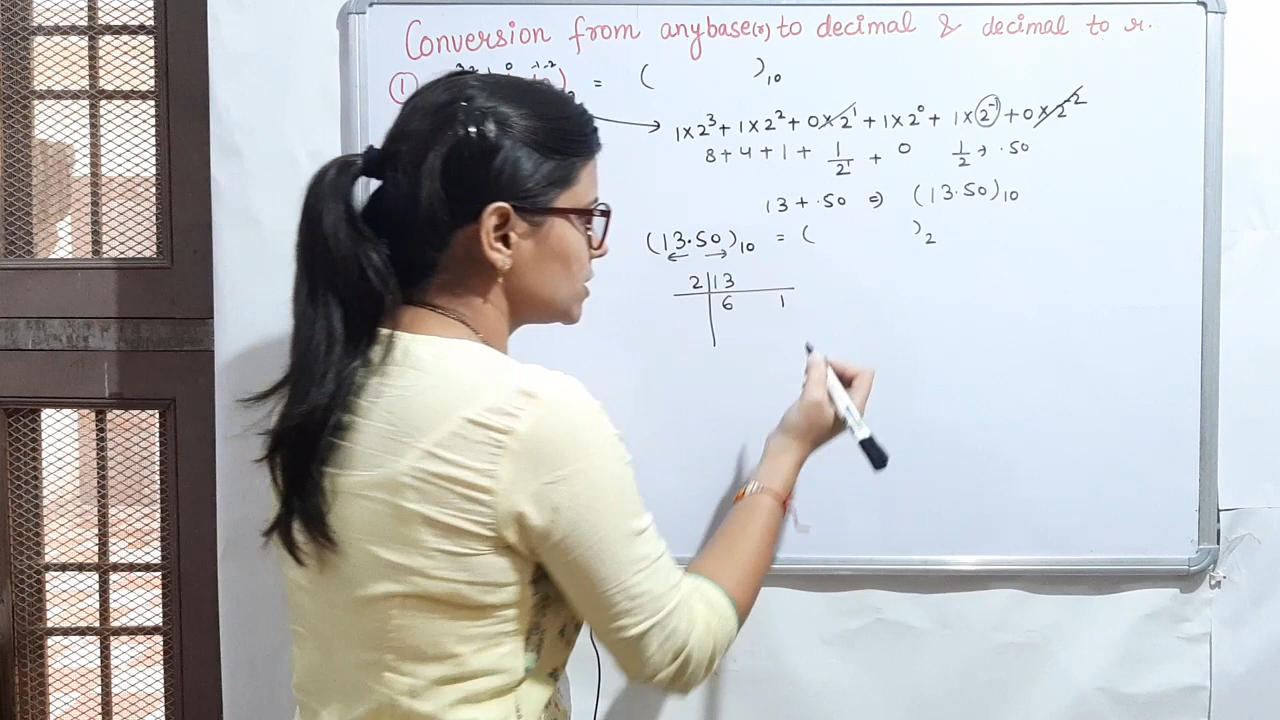 Conversion from any base(r) to decimal & decimal to r.
① = ( )₁₀
1×2³ + 1×2² + 0×2¹ + 1×2⁰ + 1×2⁻¹ + 0×2⁻²
8 + 4 + 1 + 1/2¹ + 0 1/2 → .50
13 + .50 ⇒ (13.50)₁₀
(13.50)₁₀ = ( )₂
2 | 13
6 1